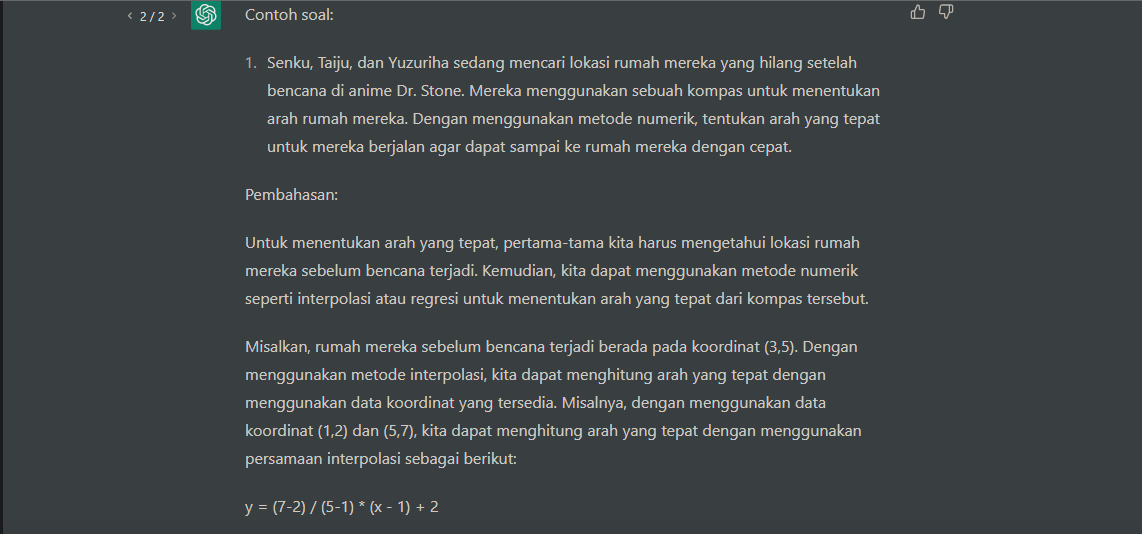 < 2 / 2 >
Contoh soal:
1. Senku, Taiju, dan Yuzuriha sedang mencari lokasi rumah mereka yang hilang setelah
bencana di anime Dr. Stone. Mereka menggunakan sebuah kompas untuk menentukan
arah rumah mereka. Dengan menggunakan metode numerik, tentukan arah yang tepat
untuk mereka berjalan agar dapat sampai ke rumah mereka dengan cepat.
Pembahasan:
Untuk menentukan arah yang tepat, pertama-tama kita harus mengetahui lokasi rumah
mereka sebelum bencana terjadi. Kemudian, kita dapat menggunakan metode numerik
seperti interpolasi atau regresi untuk menentukan arah yang tepat dari kompas tersebut.
Misalkan, rumah mereka sebelum bencana terjadi berada pada koordinat (3,5). Dengan
menggunakan metode interpolasi, kita dapat menghitung arah yang tepat dengan
menggunakan data koordinat yang tersedia. Misalnya, dengan menggunakan data
koordinat (1,2) dan (5,7), kita dapat menghitung arah yang tepat dengan menggunakan
persamaan interpolasi sebagai berikut:
y = (7-2) / (5-1) * (x - 1) + 2